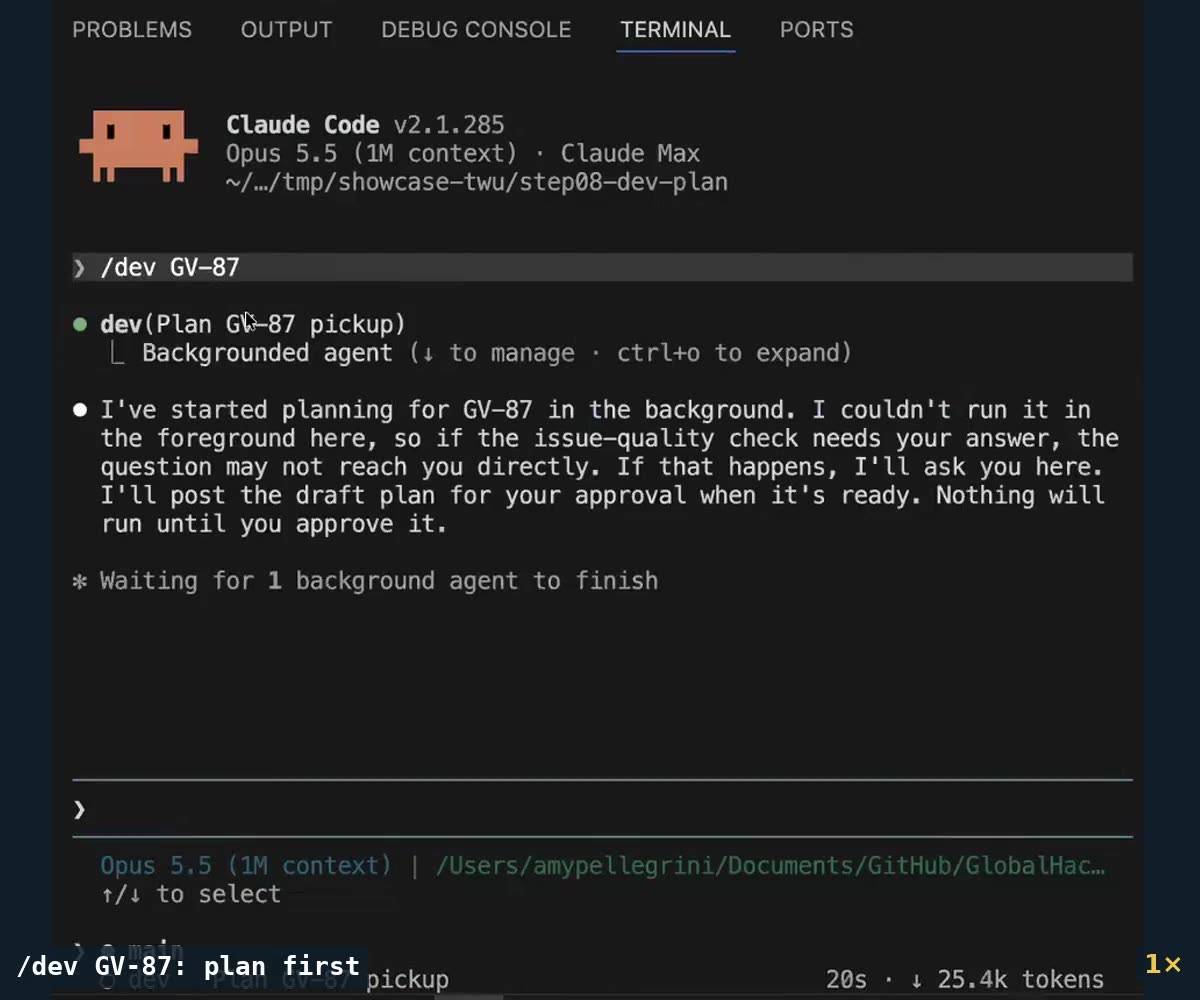 PROBLEMS OUTPUT DEBUG CONSOLE TERMINAL PORTS
Claude Code v2.1.285
Opus 5.5 (1M context) · Claude Max
~/…/tmp/showcase-twu/step08-dev-plan
❯ /dev GV-87
● dev(Plan GV-87 pickup)
⎿ Backgrounded agent (↓ to manage · ctrl+o to expand)
● I've started planning for GV-87 in the background. I couldn't run it in
the foreground here, so if the issue-quality check needs your answer, the
question may not reach you directly. If that happens, I'll ask you here.
I'll post the draft plan for your approval when it's ready. Nothing will
run until you approve it.
✻ Waiting for 1 background agent to finish
❯
Opus 5.5 (1M context) | /Users/amypellegrini/Documents/GitHub/GlobalHac…
↑/↓ to select
❯ ● main
○ dev Plan GV-87 pickup 20s · ↓ 25.4k tokens
/dev GV-87: plan first
1×